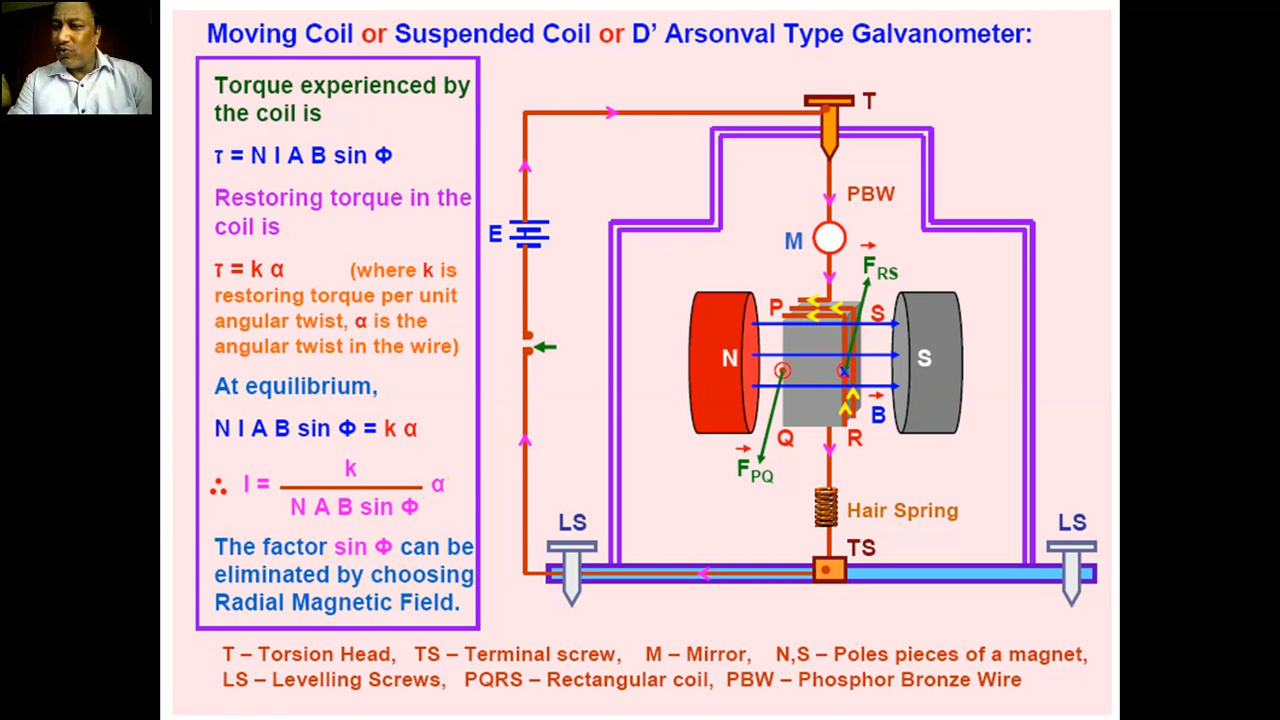 Moving Coil or Suspended Coil or D’ Arsonval Type Galvanometer:
Torque experienced by
the coil is
τ = N I A B sin Φ
Restoring torque in the
coil is
τ = k α (where k is
restoring torque per unit
angular twist, α is the
angular twist in the wire)
At equilibrium,
N I A B sin Φ = k α
∴ I = k / N A B sin Φ α
The factor sin Φ can be
eliminated by choosing
Radial Magnetic Field.
T
PBW
E
M
F⃗RS
P
S
N
S
B⃗
Q
R
F⃗PQ
Hair Spring
LS
LS
TS
T – Torsion Head, TS – Terminal screw, M – Mirror, N,S – Poles pieces of a magnet,
LS – Levelling Screws, PQRS – Rectangular coil, PBW – Phosphor Bronze Wire